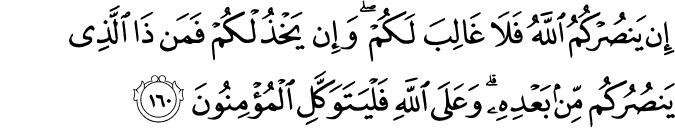 إِن يَنصُرْكُمُ ٱللَّهُ فَلَا غَالِبَ لَكُمْ ۖ وَإِن يَخْذُلْكُمْ فَمَن ذَا ٱلَّذِى
يَنصُرُكُم مِّنۢ بَعْدِهِۦ ۗ وَعَلَى ٱللَّهِ فَلْيَتَوَكَّلِ ٱلْمُؤْمِنُونَ ١٦٠